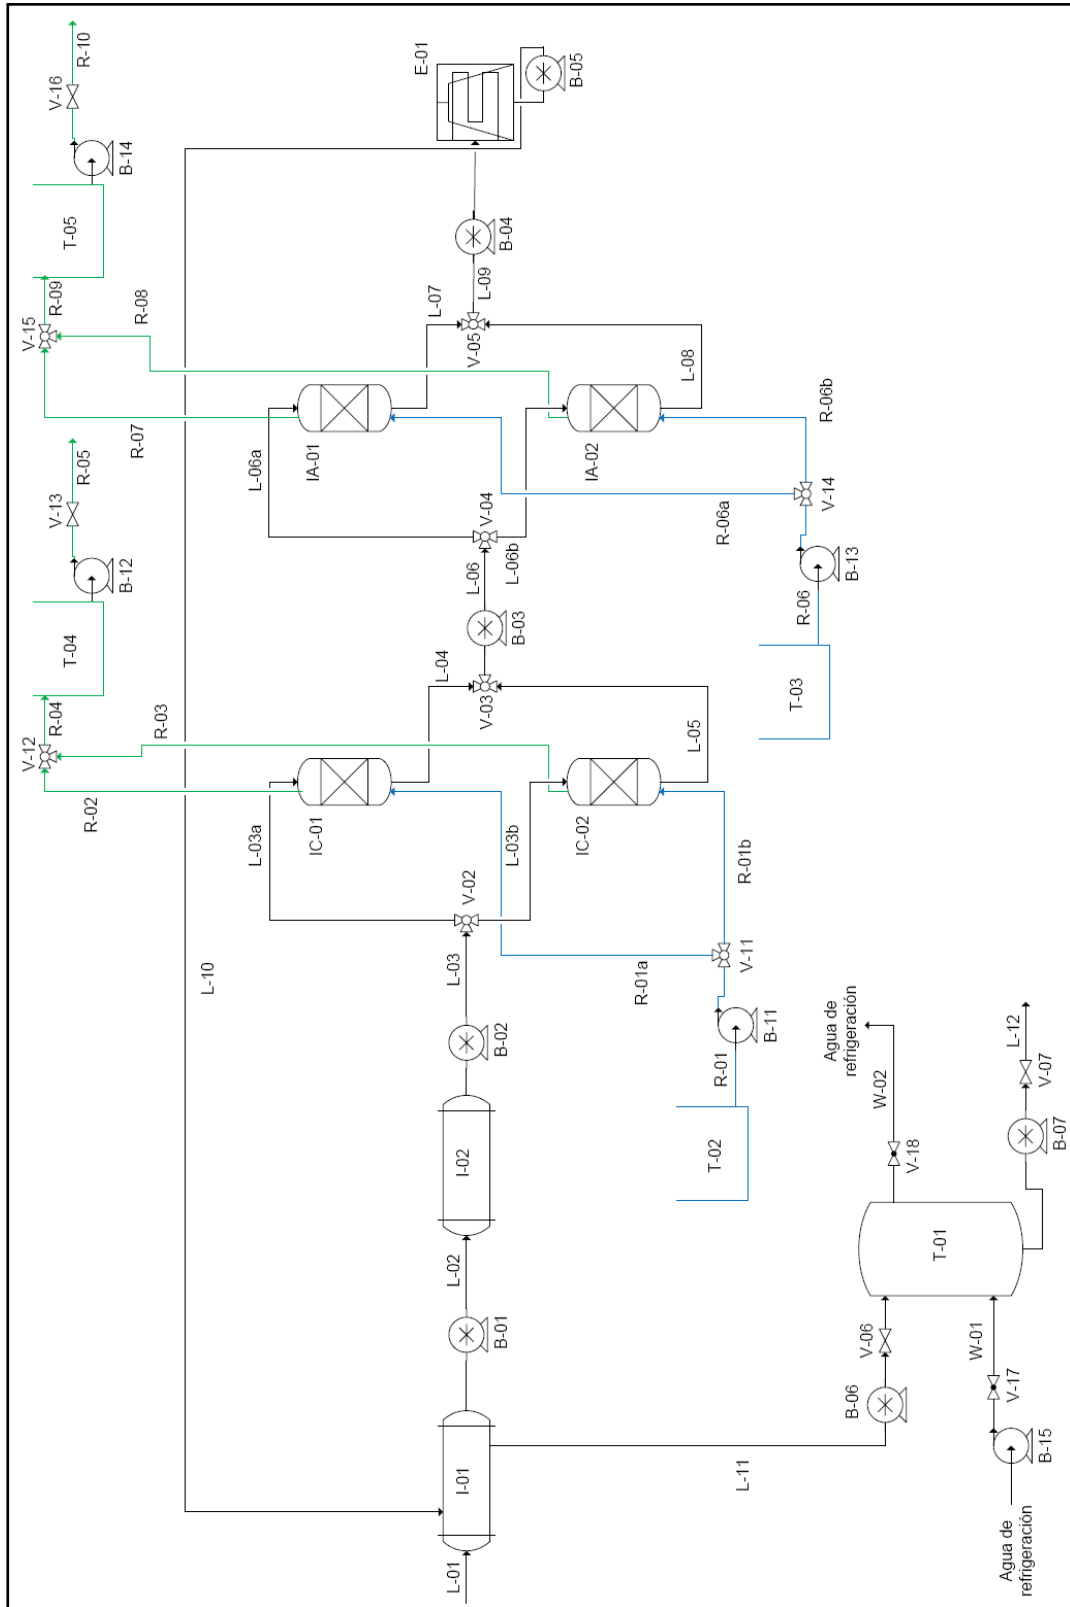 L-01
I-01
B-01
L-02
I-02
B-02
L-03
V-02
L-03a
L-03b
IC-01
IC-02
L-04
L-05
V-03
B-03
L-06
V-04
L-06a
L-06b
IA-01
IA-02
L-07
L-08
V-05
L-09
B-04
E-01
B-05
L-10
R-02
R-03
V-12
R-04
T-04
B-12
V-13
R-05
R-07
R-08
V-15
R-09
T-05
B-14
V-16
R-10
T-02
R-01
B-11
V-11
R-01a
R-01b
T-03
R-06
B-13
V-14
R-06a
R-06b
L-11
B-06
V-06
T-01
Agua de
refrigeración
B-15
V-17
W-01
V-18
W-02
Agua de
refrigeración
B-07
V-07
L-12